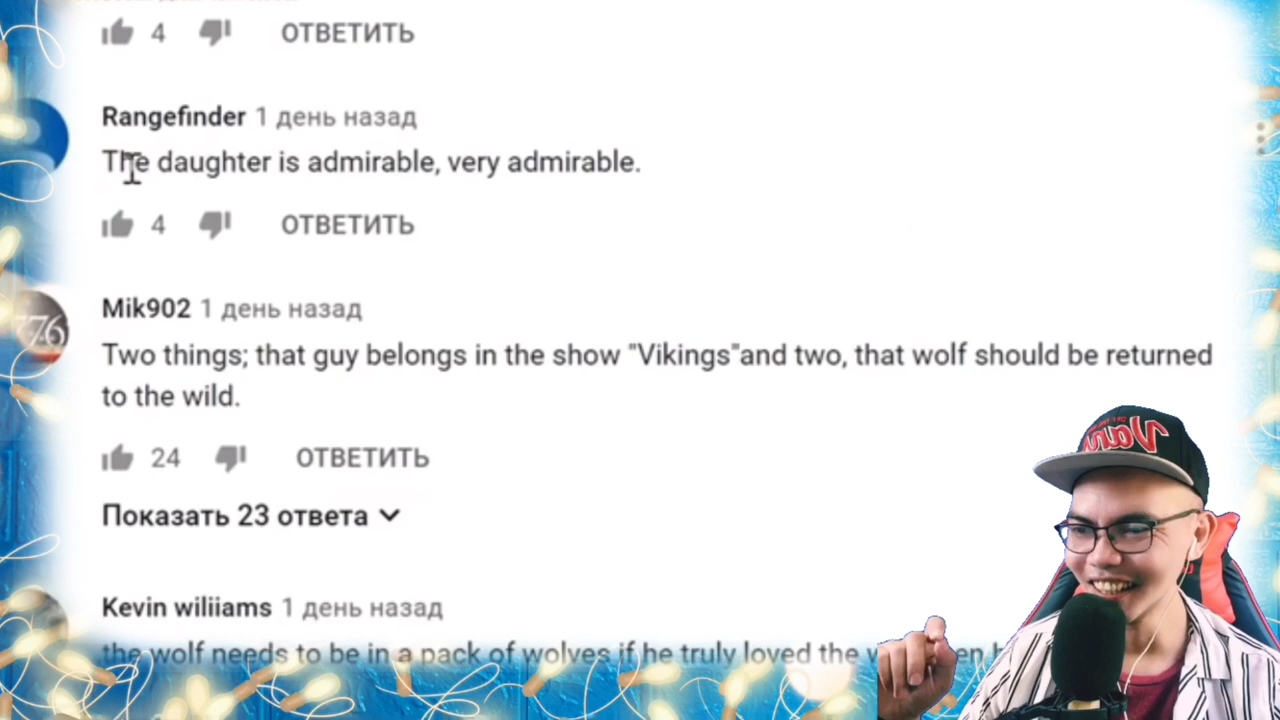 4 ОТВЕТИТЬ
Rangefinder 1 день назад
The daughter is admirable, very admirable.
4 ОТВЕТИТЬ
776
Mik902 1 день назад
Two things; that guy belongs in the show "Vikings"and two, that wolf should be returned
to the wild.
24 ОТВЕТИТЬ
Показать 23 ответа
Kevin wiliiams 1 день назад
the wolf needs to be in a pack of wolves if he truly loved the
Van